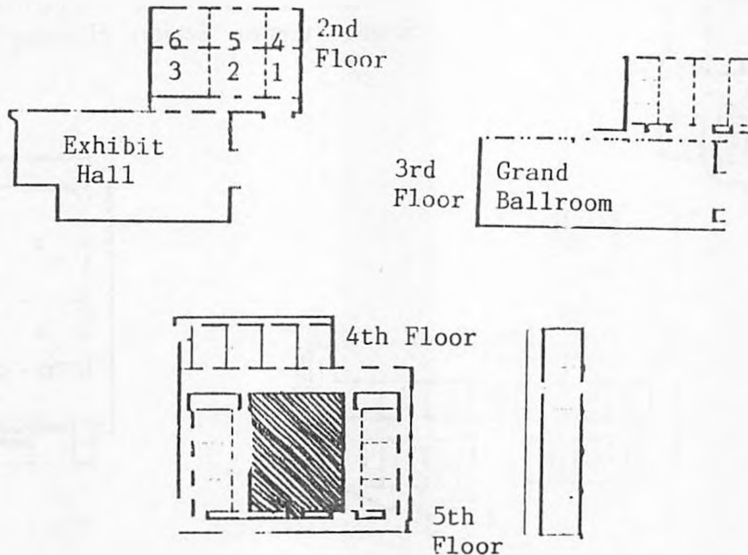 6 5 4
3 2 1
2nd
Floor
Exhibit
Hall
3rd
Floor
Grand
Ballroom
4th Floor
5th
Floor